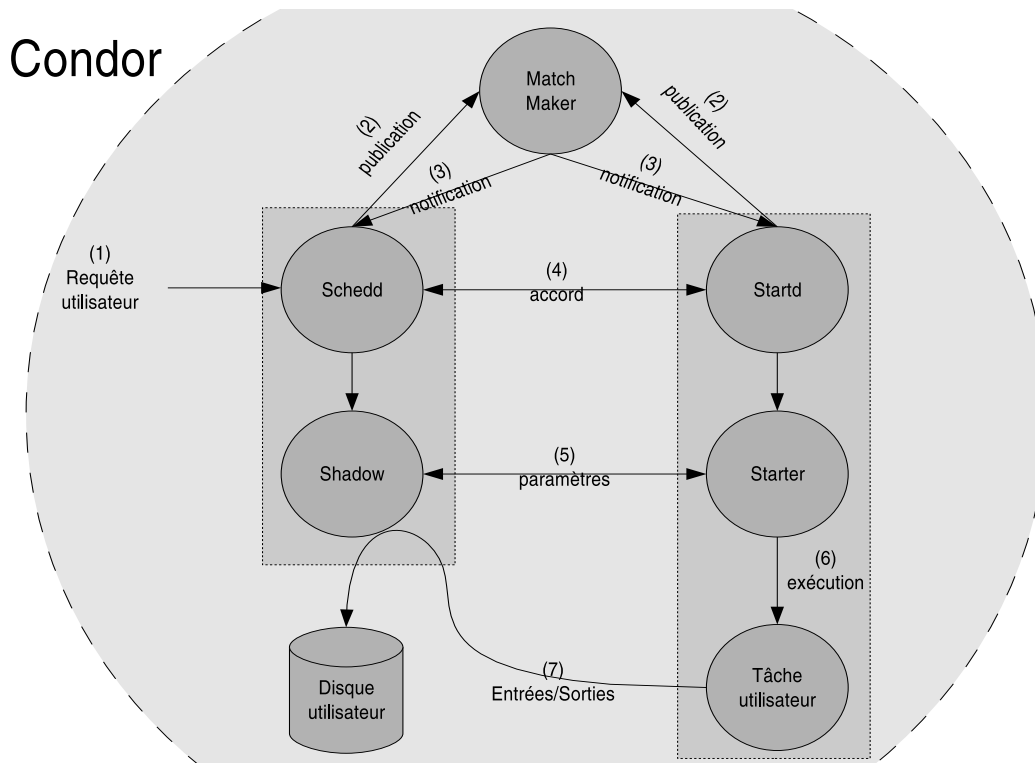 Condor
Match
Maker
(2)
publication
(2)
publication
(3)
notification
(3)
notification
(1)
Requête
utilisateur
Schedd
(4)
accord
Startd
Shadow
(5)
paramètres
Starter
(6)
exécution
Disque
utilisateur
(7)
Entrées/Sorties
Tâche
utilisateur